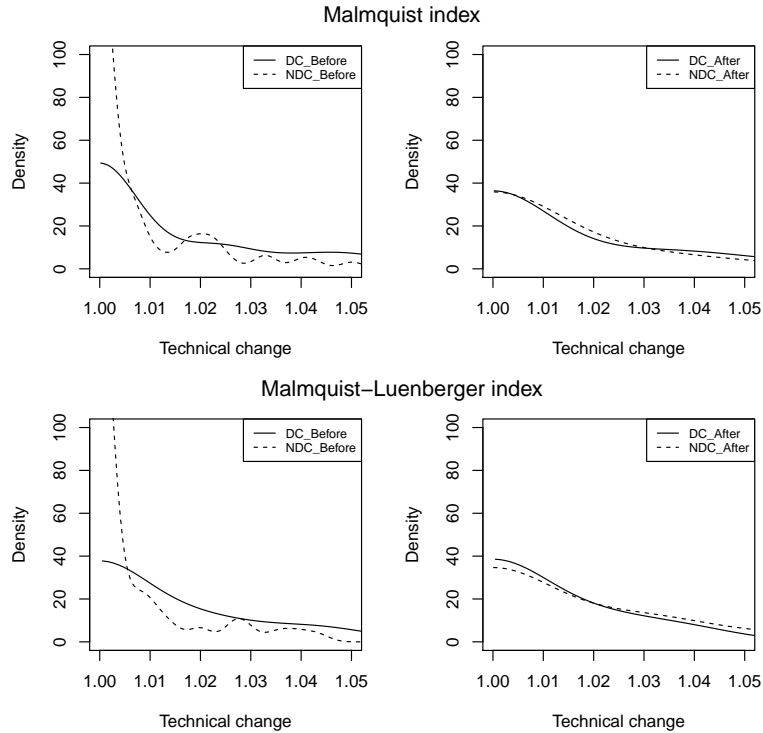 Malmquist index
DC_Before
NDC_Before
Density
0 20 40 60 80 100
1.00 1.01 1.02 1.03 1.04 1.05
Technical change
DC_After
NDC_After
Density
0 20 40 60 80 100
1.00 1.01 1.02 1.03 1.04 1.05
Technical change
Malmquist−Luenberger index
DC_Before
NDC_Before
Density
0 20 40 60 80 100
1.00 1.01 1.02 1.03 1.04 1.05
Technical change
DC_After
NDC_After
Density
0 20 40 60 80 100
1.00 1.01 1.02 1.03 1.04 1.05
Technical change